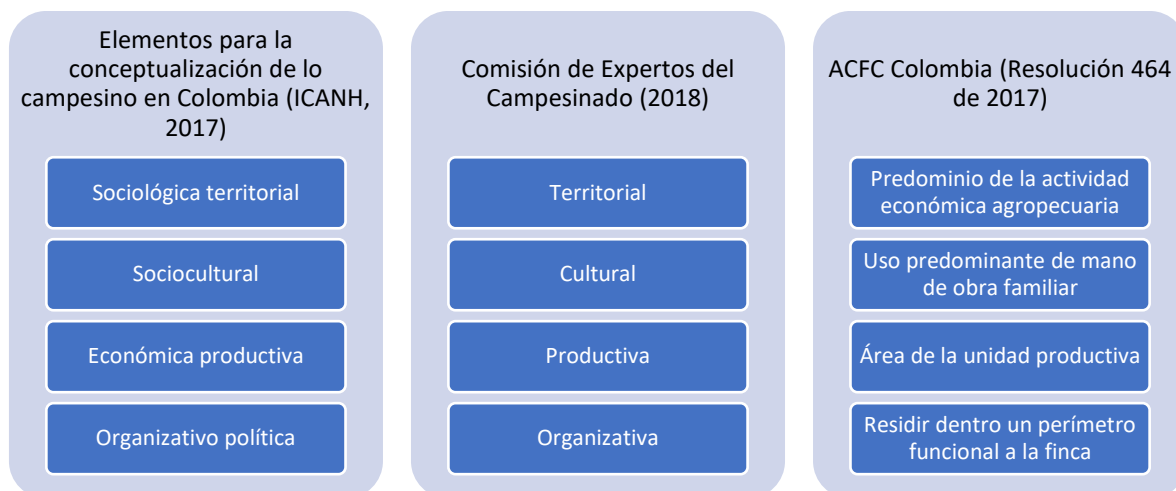 Elementos para la
conceptualización de lo
campesino en Colombia (ICANH,
2017)
Sociológica territorial
Sociocultural
Económica productiva
Organizativo política
Comisión de Expertos del
Campesinado (2018)
Territorial
Cultural
Productiva
Organizativa
ACFC Colombia (Resolución 464
de 2017)
Predominio de la actividad
económica agropecuaria
Uso predominante de mano
de obra familiar
Área de la unidad productiva
Residir dentro un perímetro
funcional a la finca